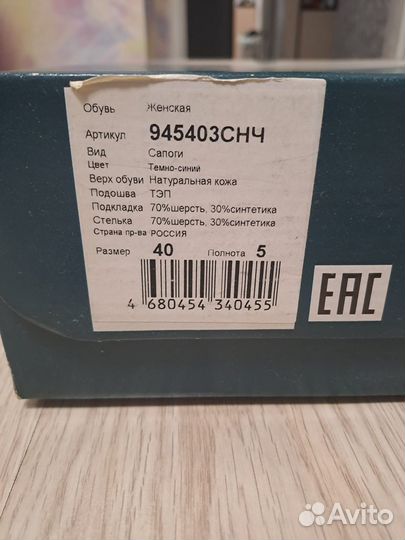 Обувь Женская
Артикул 945403СНЧ
Вид Сапоги
Цвет Темно-синий
Верх обуви Натуральная кожа
Подошва ТЭП
Подкладка 70%шерсть, 30%синтетика
Стелька 70%шерсть, 30%синтетика
Страна пр-ва РОССИЯ
Размер 40 Полнота 5
4 680454 340455
EAC
Avito